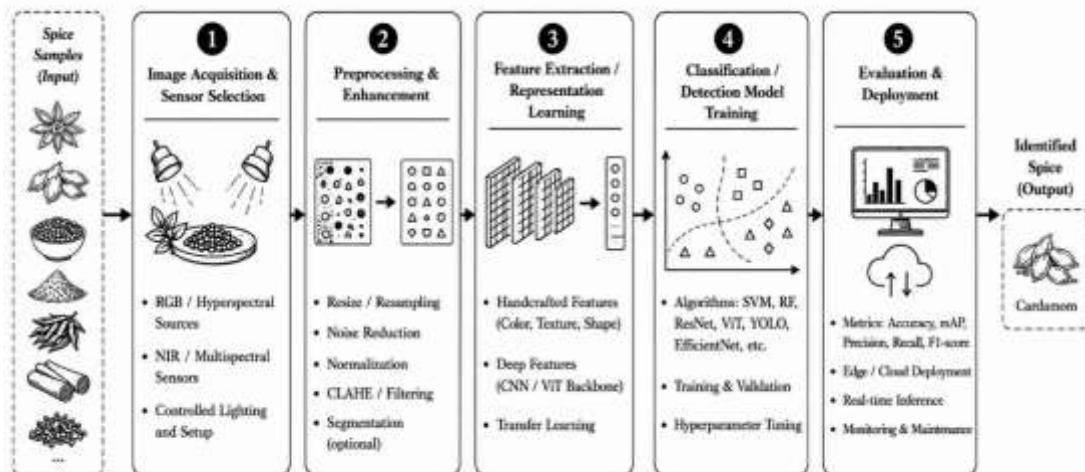 Spice
Samples
(Input)
...
1
Image Acquisition &
Sensor Selection
• RGB / Hyperspectral
Sources
• NIR / Multispectral
Sensors
• Controlled Lighting
and Setup
2
Preprocessing &
Enhancement
• Resize / Resampling
• Noise Reduction
• Normalization
• CLAHE / Filtering
• Segmentation
(optional)
3
Feature Extraction /
Representation
Learning
• Handcrafted Features
(Color, Texture, Shape)
• Deep Features
(CNN / ViT Backbone)
• Transfer Learning
4
Classification /
Detection Model
Training
• Algorithms: SVM, RF,
ResNet, ViT, YOLO,
EfficientNet, etc.
• Training & Validation
• Hyperparameter Tuning
5
Evaluation &
Deployment
• Metrics: Accuracy, mAP,
Precision, Recall, F1-score
• Edge / Cloud Deployment
• Real-time Inference
• Monitoring & Maintenance
Identified
Spice
(Output)
Cardamom